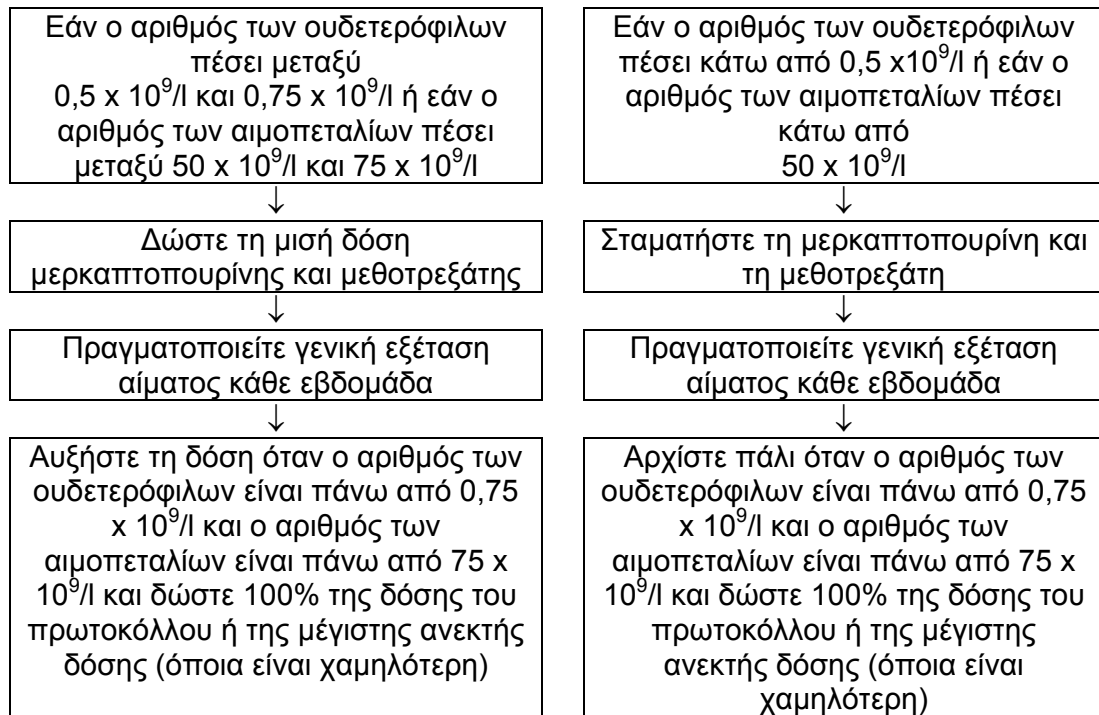 Εάν ο αριθμός των ουδετερόφιλων
πέσει μεταξύ
0,5 x 10⁹/l και 0,75 x 10⁹/l ή εάν ο
αριθμός των αιμοπεταλίων πέσει
μεταξύ 50 x 10⁹/l και 75 x 10⁹/l
↓
Δώστε τη μισή δόση
μερκαπτοπουρίνης και μεθοτρεξάτης
↓
Πραγματοποιείτε γενική εξέταση
αίματος κάθε εβδομάδα
↓
Αυξήστε τη δόση όταν ο αριθμός των
ουδετερόφιλων είναι πάνω από 0,75
x 10⁹/l και ο αριθμός των
αιμοπεταλίων είναι πάνω από 75 x
10⁹/l και δώστε 100% της δόσης του
πρωτοκόλλου ή της μέγιστης ανεκτής
δόσης (όποια είναι χαμηλότερη)
Εάν ο αριθμός των ουδετερόφιλων
πέσει κάτω από 0,5 x10⁹/l ή εάν ο
αριθμός των αιμοπεταλίων πέσει
κάτω από
50 x 10⁹/l
↓
Σταματήστε τη μερκαπτοπουρίνη και
τη μεθοτρεξάτη
↓
Πραγματοποιείτε γενική εξέταση
αίματος κάθε εβδομάδα
↓
Αρχίστε πάλι όταν ο αριθμός των
ουδετερόφιλων είναι πάνω από 0,75
x 10⁹/l και ο αριθμός των
αιμοπεταλίων είναι πάνω από 75 x
10⁹/l και δώστε 100% της δόσης του
πρωτοκόλλου ή της μέγιστης
ανεκτής δόσης (όποια είναι
χαμηλότερη)